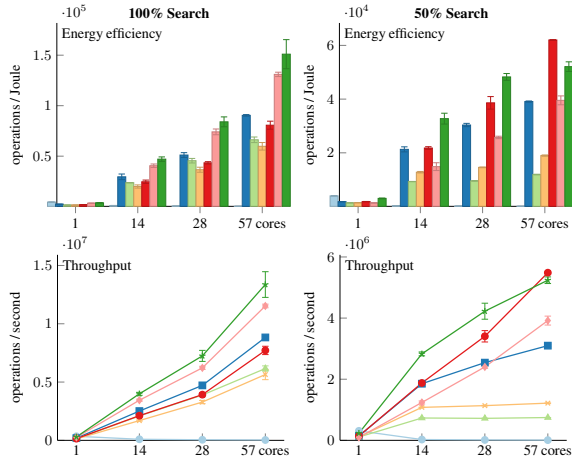 100% Search
50% Search
·10^5
Energy efficiency
operations / Joule
1.5
1
0.5
1 14 28 57 cores
·10^4
Energy efficiency
operations / Joule
6
4
2
1 14 28 57 cores
·10^7
Throughput
operations / second
1.5
1
0.5
0
1 14 28 57 cores
·10^6
Throughput
operations / second
6
4
2
0
1 14 28 57 cores